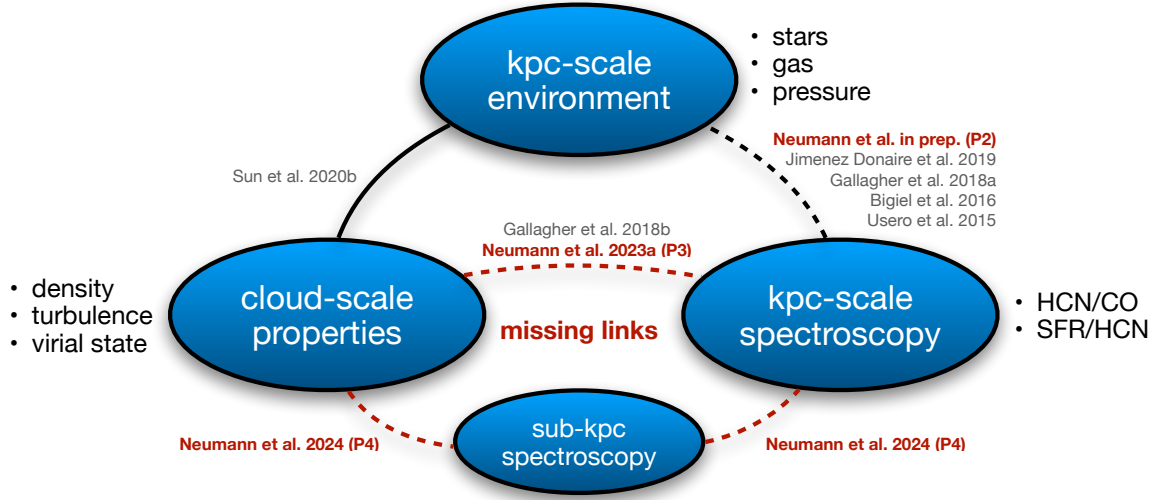 kpc-scale
environment
• stars
• gas
• pressure
Neumann et al. in prep. (P2)
Jimenez Donaire et al. 2019
Gallagher et al. 2018a
Bigiel et al. 2016
Usero et al. 2015
Sun et al. 2020b
Gallagher et al. 2018b
Neumann et al. 2023a (P3)
• density
• turbulence
• virial state
cloud-scale
properties
missing links
kpc-scale
spectroscopy
• HCN/CO
• SFR/HCN
Neumann et al. 2024 (P4)
sub-kpc
spectroscopy
Neumann et al. 2024 (P4)